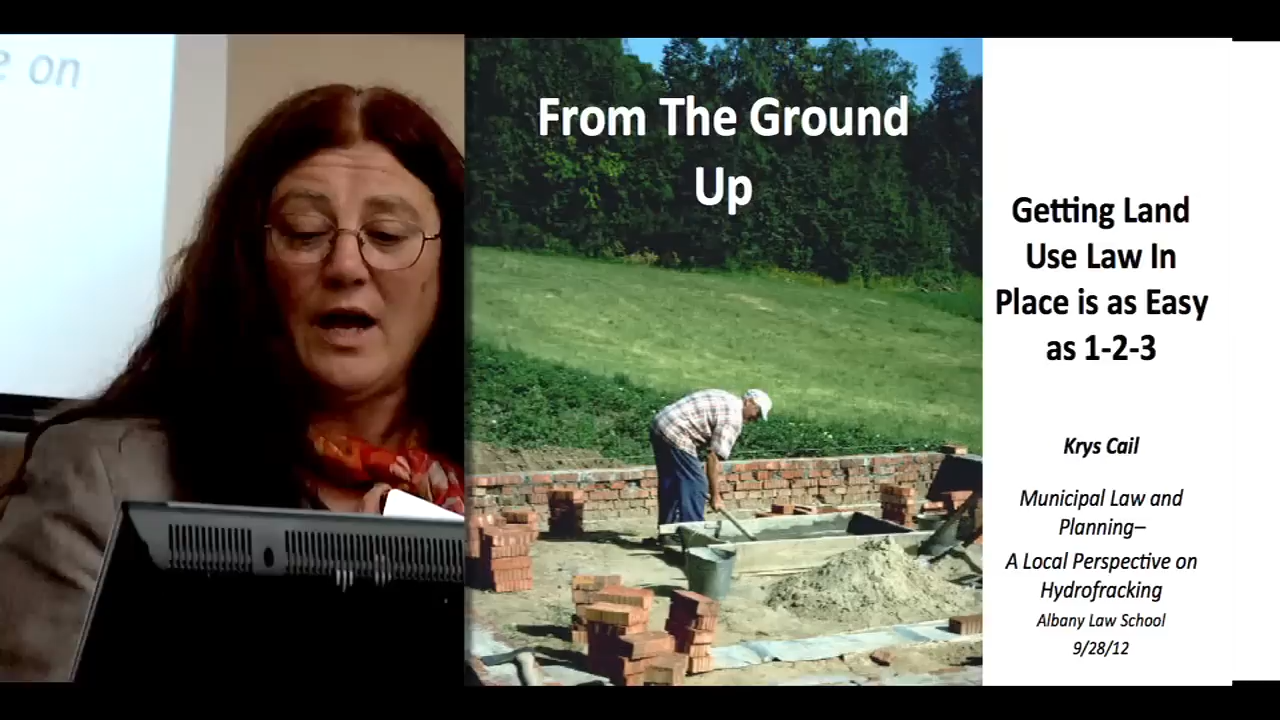 on
From The Ground
Up
Getting Land
Use Law In
Place is as Easy
as 1-2-3
Krys Cail
Municipal Law and
Planning–
A Local Perspective on
Hydrofracking
Albany Law School
9/28/12